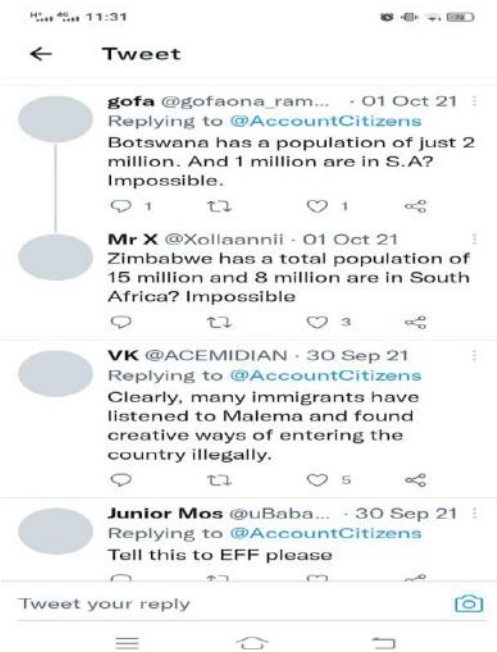 11:31
Tweet
gofa @gofaona_ram... · 01 Oct 21
Replying to @AccountCitizens
Botswana has a population of just 2
million. And 1 million are in S.A?
Impossible.
1 1
Mr X @Xollaannii · 01 Oct 21
Zimbabwe has a total population of
15 million and 8 million are in South
Africa? Impossible
3
VK @ACEMIDIAN · 30 Sep 21
Replying to @AccountCitizens
Clearly, many immigrants have
listened to Malema and found
creative ways of entering the
country illegally.
5
Junior Mos @uBaba... · 30 Sep 21
Replying to @AccountCitizens
Tell this to EFF please
Tweet your reply